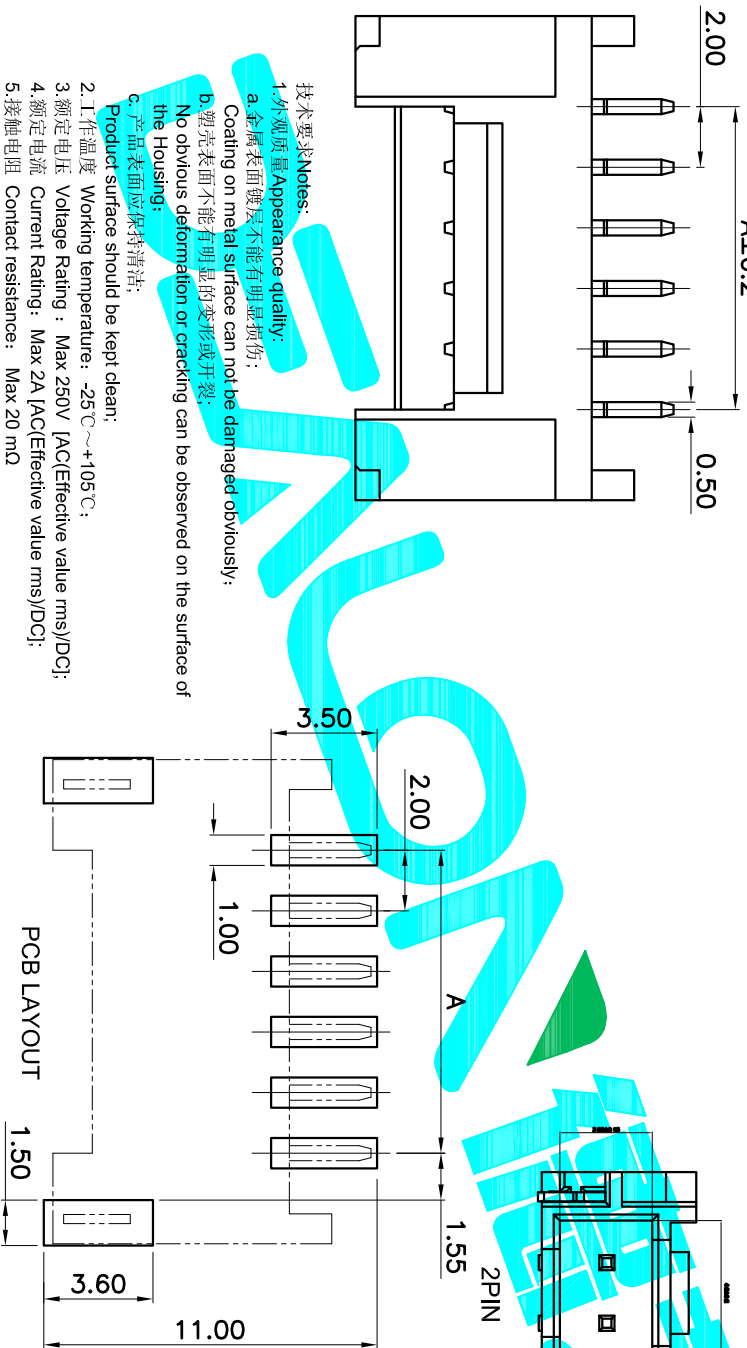 2.00
0.50
技术要求Notes:
1.外观质量Appearance quality:
a.金属表面镀层不能有明显损伤;
Coating on metal surface can not be damaged obviously;
b.塑壳表面不能有明显的变形或开裂;
No obvious deformation or cracking can be observed on the surface of
the Housing;
c.产品表面应保持清洁;
Product surface should be kept clean;
2.工作温度 Working temperature: -25℃～+105℃;
3.额定电压 Voltage Rating : Max 250V [AC(Effective value rms)/DC];
4.额定电流 Current Rating: Max 2A [AC(Effective value rms)/DC];
5.接触电阻 Contact resistance: Max 20 mΩ
3.50
2.00
1.00
A
PCB LAYOUT
1.50
1.55
3.60
11.00
2PIN